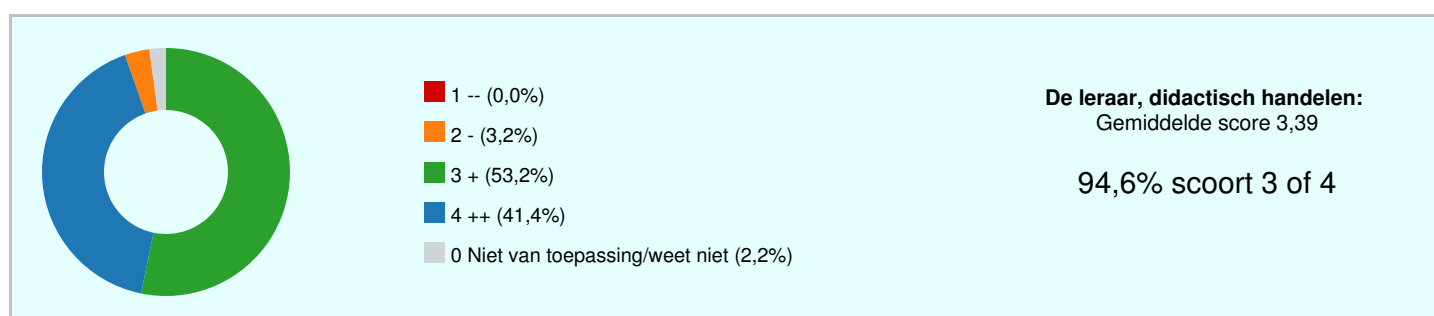 1 -- (0,0%)
2 - (3,2%)
3 + (53,2%)
4 ++ (41,4%)
0 Niet van toepassing/weet niet (2,2%)
De leraar, didactisch handelen:
Gemiddelde score 3,39
94,6% scoort 3 of 4